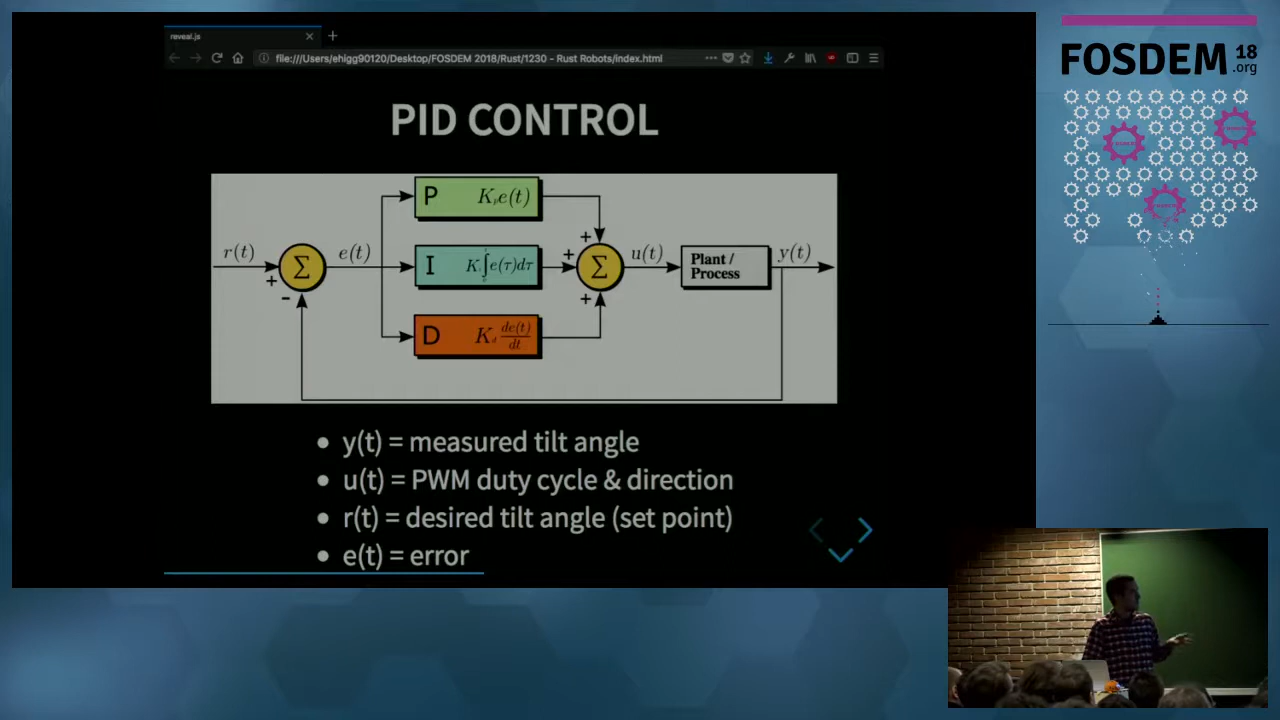 reveal.js
file:///Users/ehigg90120/Desktop/FOSDEM 2018/Rust/1230 - Rust Robots/index.html
FOSDEM 18
.org
PID CONTROL
P K_p e(t)
r(t) + - Σ e(t)
I K_i ∫ e(τ)dτ
+ + + Σ u(t)
Plant /
Process
y(t)
D K_d de(t)/dt
• y(t) = measured tilt angle
• u(t) = PWM duty cycle & direction
• r(t) = desired tilt angle (set point)
• e(t) = error